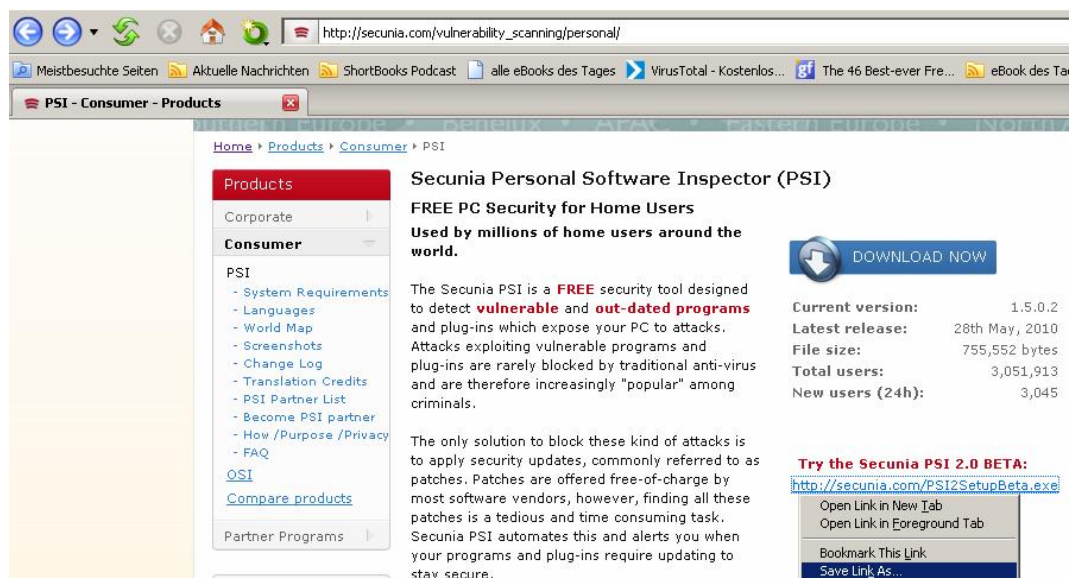 http://secunia.com/vulnerability_scanning/personal/
Meistbesuchte Seiten Aktuelle Nachrichten ShortBooks Podcast alle eBooks des Tages VirusTotal - Kostenlos... gf The 46 Best-ever Fre... eBook des Ta
PSI - Consumer - Products
Southern Europe • Benelux • APAC • Eastern Europe • North
Home Products Consumer PSI
Products
Corporate
Consumer
PSI
- System Requirements
- Languages
- World Map
- Screenshots
- Change Log
- Translation Credits
- PSI Partner List
- Become PSI partner
- How /Purpose /Privacy
- FAQ
OSI
Compare products
Partner Programs
Secunia Personal Software Inspector (PSI)
FREE PC Security for Home Users
Used by millions of home users around the
world.
The Secunia PSI is a FREE security tool designed
to detect vulnerable and out-dated programs
and plug-ins which expose your PC to attacks.
Attacks exploiting vulnerable programs and
plug-ins are rarely blocked by traditional anti-virus
and are therefore increasingly "popular" among
criminals.
The only solution to block these kind of attacks is
to apply security updates, commonly referred to as
patches. Patches are offered free-of-charge by
most software vendors, however, finding all these
patches is a tedious and time consuming task.
Secunia PSI automates this and alerts you when
your programs and plug-ins require updating to
stay secure.
DOWNLOAD NOW
Current version: 1.5.0.2
Latest release: 28th May, 2010
File size: 755,552 bytes
Total users: 3,051,913
New users (24h): 3,045
Try the Secunia PSI 2.0 BETA:
http://secunia.com/PSI2SetupBeta.exe
Open Link in New Tab
Open Link in Foreground Tab
Bookmark This Link
Save Link As...